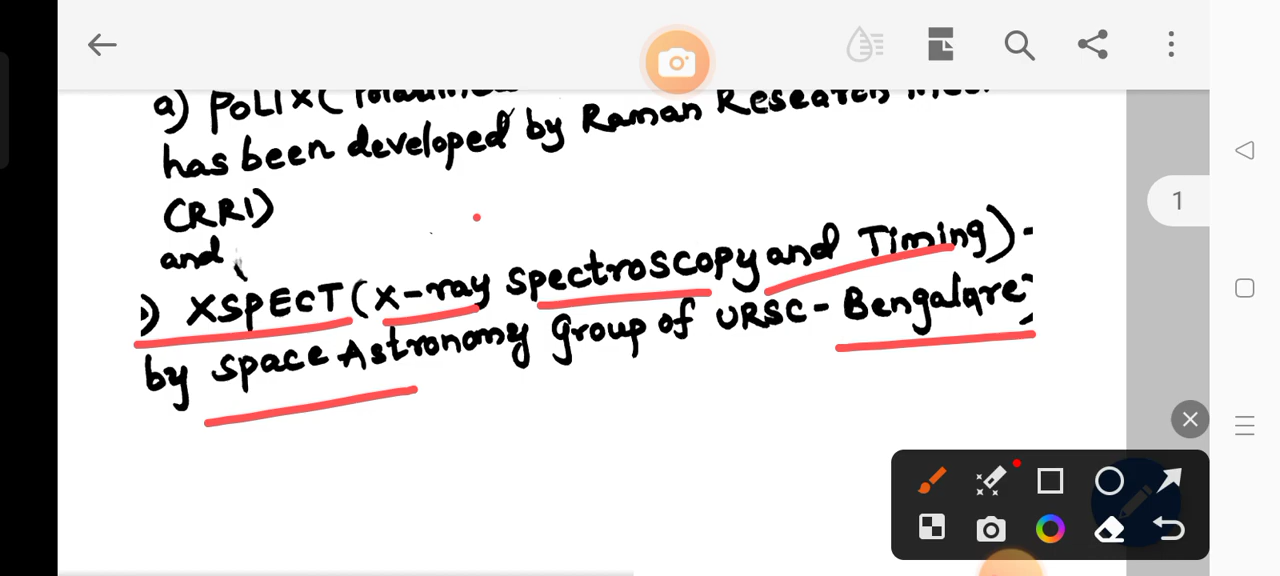 a) POLIX(
has been developed by Raman Research
(RRI)
and
) XSPECT (X-ray spectroscopy and Timing)-
by space Astronomy Group of URSC- Bengalore
1